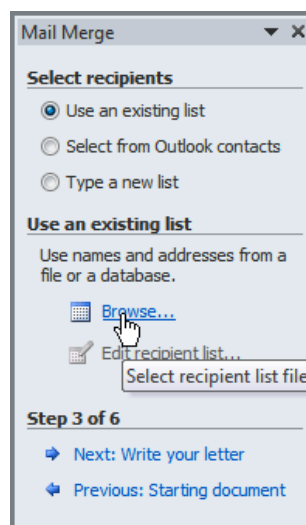 Mail Merge
Select recipients
Use an existing list
Select from Outlook contacts
Type a new list
Use an existing list
Use names and addresses from a
file or a database.
Browse...
Edit recipient list...
Select recipient list file
Step 3 of 6
Next: Write your letter
Previous: Starting document